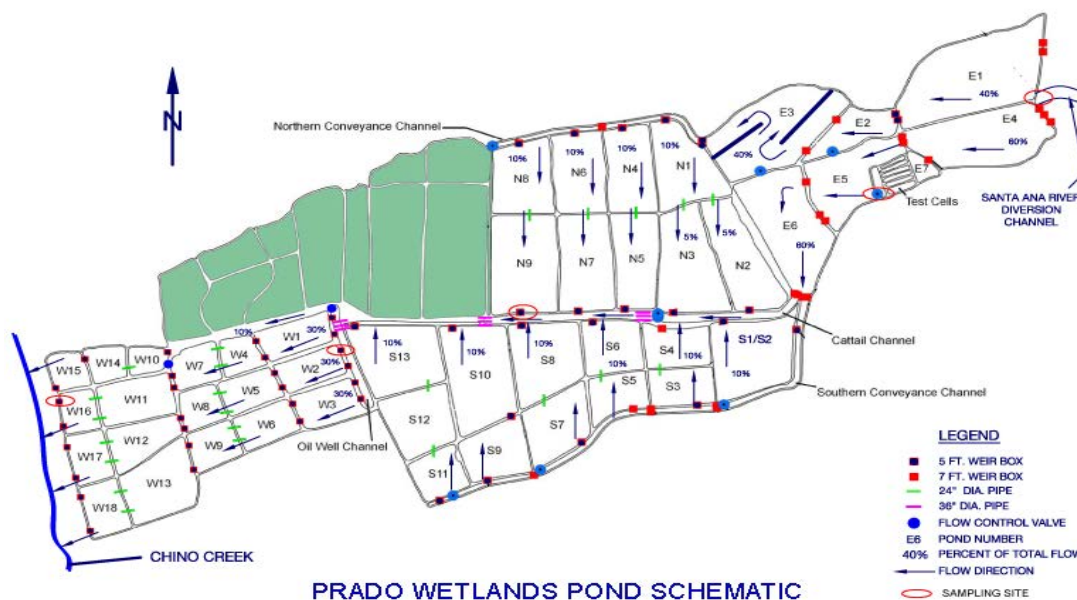 E1
40%
E4
60%
E3
E2
40%
E5
E7
Test Cells
E6
60%
SANTA ANA RIVER
DIVERSION
CHANNEL
N
Northern Conveyance Channel
10%
10%
10%
10%
N8
N6
N4
N1
5%
5%
N9
N7
N5
N3
N2
Cattail Channel
Southern Conveyance Channel
10%
S13
10%
S10
10%
S8
S6
10%
S4
10%
S1/S2
10%
S5
S3
S12
S7
S9
S11
Oil Well Channel
10%
30%
W1
30%
W2
30%
W3
W15
W14
W10
W7
W4
W16
W11
W8
W5
W17
W12
W9
W6
W18
W13
CHINO CREEK
LEGEND
5 FT. WEIR BOX
7 FT. WEIR BOX
24" DIA. PIPE
36" DIA. PIPE
FLOW CONTROL VALVE
E6 POND NUMBER
40% PERCENT OF TOTAL FLOW
FLOW DIRECTION
SAMPLING SITE
PRADO WETLANDS POND SCHEMATIC